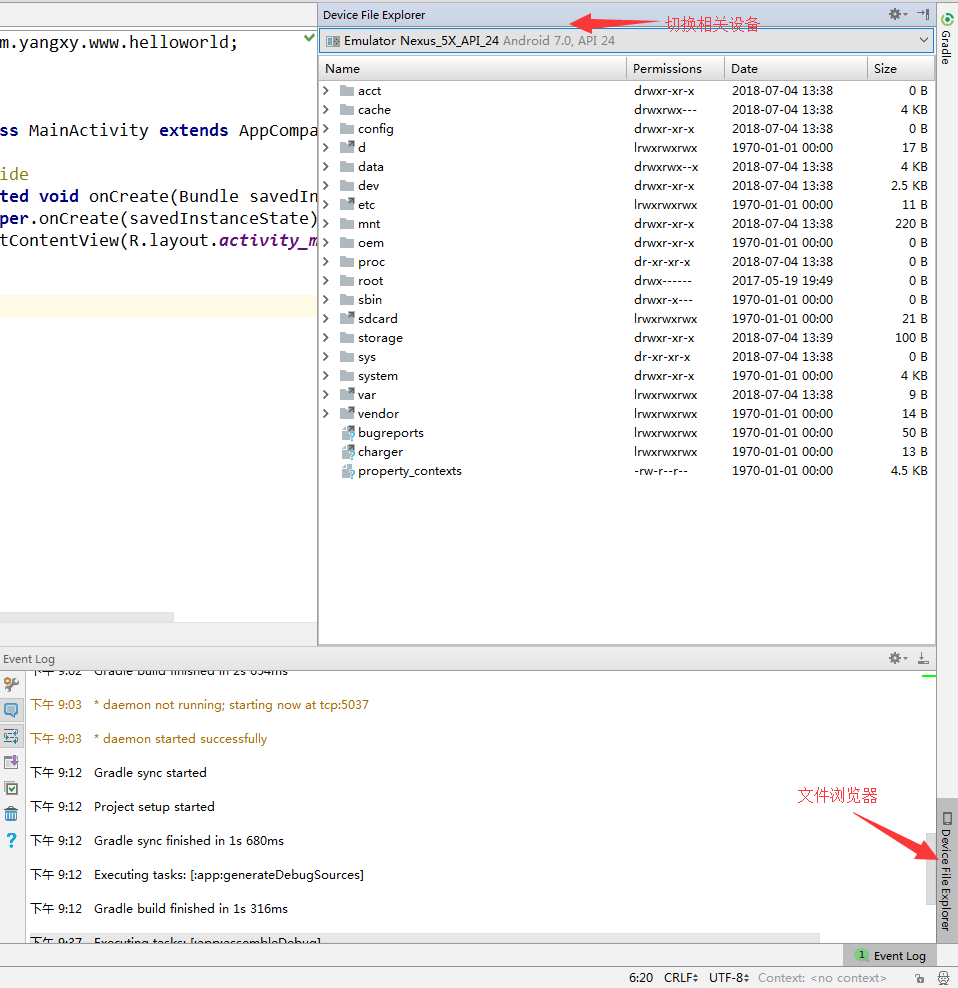 Device File Explorer
切换相关设备
Emulator Nexus_5X_API_24 Android 7.0, API 24
Gradle
Name Permissions Date Size
acct drwxr-xr-x 2018-07-04 13:38 0 B
cache drwxrwx--- 2018-07-04 13:38 4 KB
config drwxr-xr-x 2018-07-04 13:38 0 B
d lrwxrwxrwx 1970-01-01 00:00 17 B
data drwxrwx--x 2018-07-04 13:38 4 KB
dev drwxr-xr-x 2018-07-04 13:38 2.5 KB
etc lrwxrwxrwx 1970-01-01 00:00 11 B
mnt drwxr-xr-x 2018-07-04 13:38 220 B
oem drwxr-xr-x 1970-01-01 00:00 0 B
proc dr-xr-xr-x 2018-07-04 13:38 0 B
root drwx------ 2017-05-19 19:49 0 B
sbin drwxr-x--- 1970-01-01 00:00 0 B
sdcard lrwxrwxrwx 1970-01-01 00:00 21 B
storage drwxr-xr-x 2018-07-04 13:39 100 B
sys dr-xr-xr-x 2018-07-04 13:38 0 B
system drwxr-xr-x 1970-01-01 00:00 4 KB
var lrwxrwxrwx 2018-07-04 13:38 9 B
vendor lrwxrwxrwx 1970-01-01 00:00 14 B
bugreports lrwxrwxrwx 1970-01-01 00:00 50 B
charger lrwxrwxrwx 1970-01-01 00:00 13 B
property_contexts -rw-r--r-- 1970-01-01 00:00 4.5 KB
m.yangxy.www.helloworld;
ss MainActivity extends AppCompa
ide
ted void onCreate(Bundle savedIn
per.onCreate(savedInstanceState)
tContentView(R.layout.activity_m
Event Log
下午 9:02 Gradle build finished in 2s 634ms
下午 9:03 * daemon not running; starting now at tcp:5037
下午 9:03 * daemon started successfully
下午 9:12 Gradle sync started
下午 9:12 Project setup started
下午 9:12 Gradle sync finished in 1s 680ms
下午 9:12 Executing tasks: [:app:generateDebugSources]
下午 9:12 Gradle build finished in 1s 316ms
下午 9:37 Executing tasks: [:app:assembleDebug]
文件浏览器
Device File Explorer
1 Event Log
6:20 CRLF UTF-8 Context: <no context>